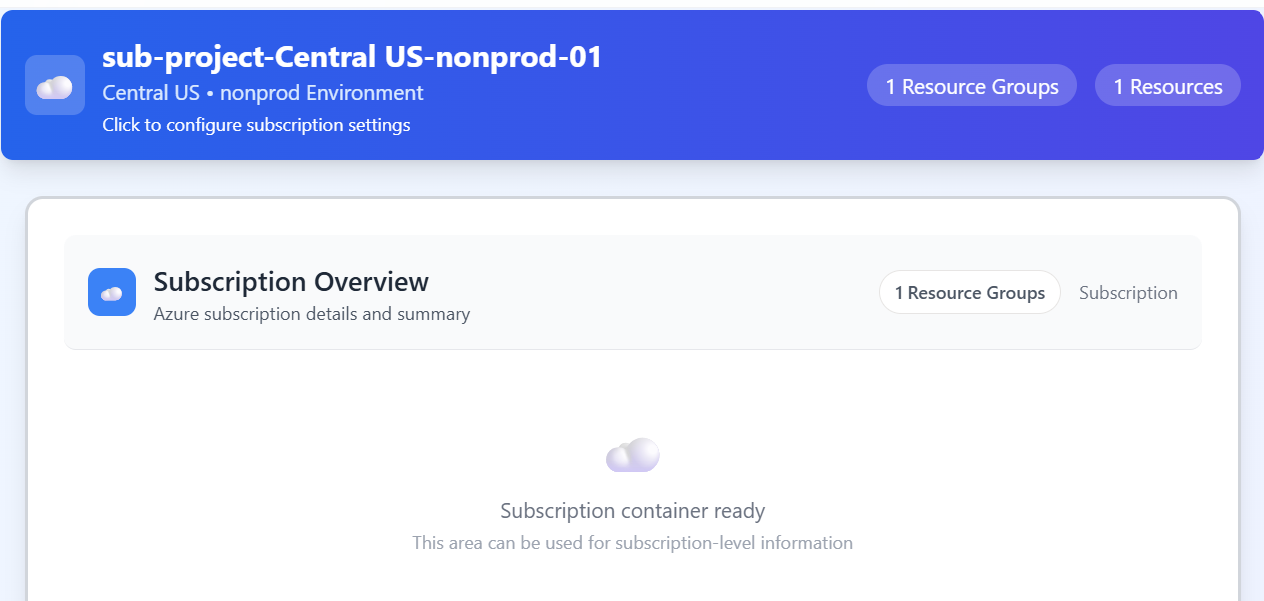 sub-project-Central US-nonprod-01
Central US • nonprod Environment
Click to configure subscription settings
1 Resource Groups
1 Resources
Subscription Overview
Azure subscription details and summary
1 Resource Groups
Subscription
Subscription container ready
This area can be used for subscription-level information